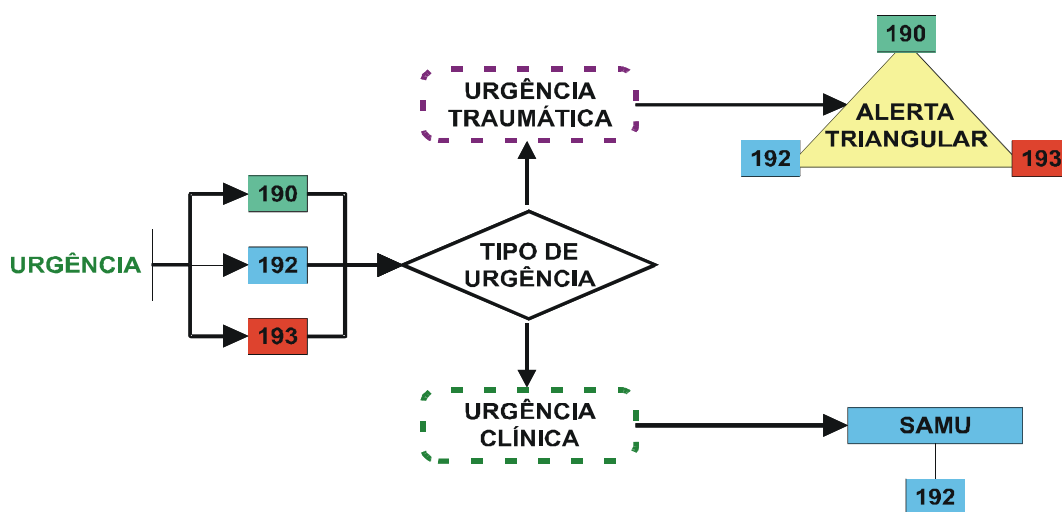 URGÊNCIA
190
192
193
TIPO DE
URGÊNCIA
URGÊNCIA
TRAUMÁTICA
190
ALERTA
TRIANGULAR
192
193
URGÊNCIA
CLÍNICA
SAMU
192